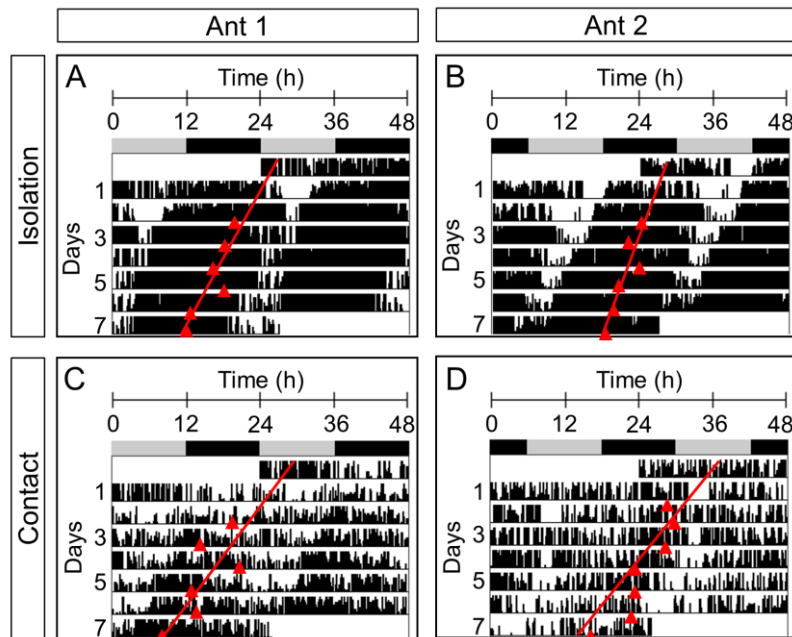 Ant 1
Ant 2
Isolation
A
Time (h)
0 12 24 36 48
Days
1
3
5
7
B
Time (h)
0 12 24 36 48
Days
1
3
5
7
Contact
C
Time (h)
0 12 24 36 48
Days
1
3
5
7
D
Time (h)
0 12 24 36 48
Days
1
3
5
7